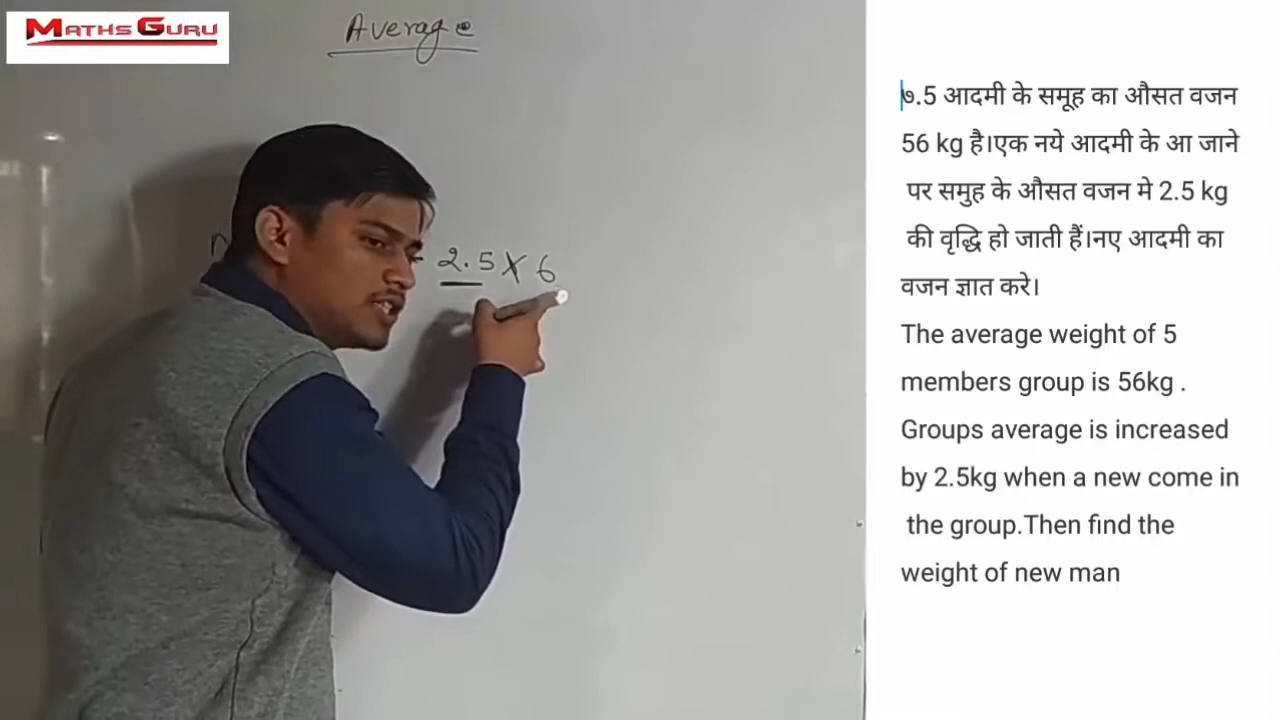 MATHS GURU
Average
2.5 X 6
७.5 आदमी के समूह का औसत वजन
56 kg है।एक नये आदमी के आ जाने
पर समुह के औसत वजन मे 2.5 kg
की वृद्धि हो जाती हैं।नए आदमी का
वजन ज्ञात करे।
The average weight of 5
members group is 56kg .
Groups average is increased
by 2.5kg when a new come in
the group.Then find the
weight of new man